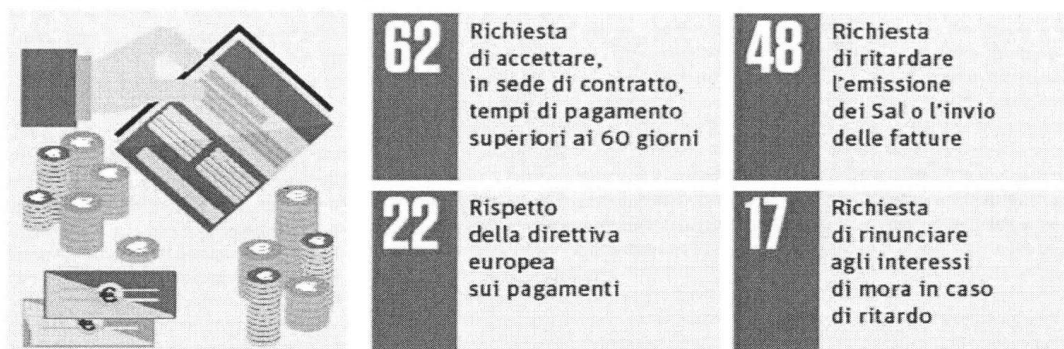 62
Richiesta
di accettare,
in sede di contratto,
tempi di pagamento
superiori ai 60 giorni
48
Richiesta
di ritardare
l'emissione
dei Sal o l'invio
delle fatture
22
Rispetto
della direttiva
europea
sui pagamenti
17
Richiesta
di rinunciare
agli interessi
di mora in caso
di ritardo
€
€